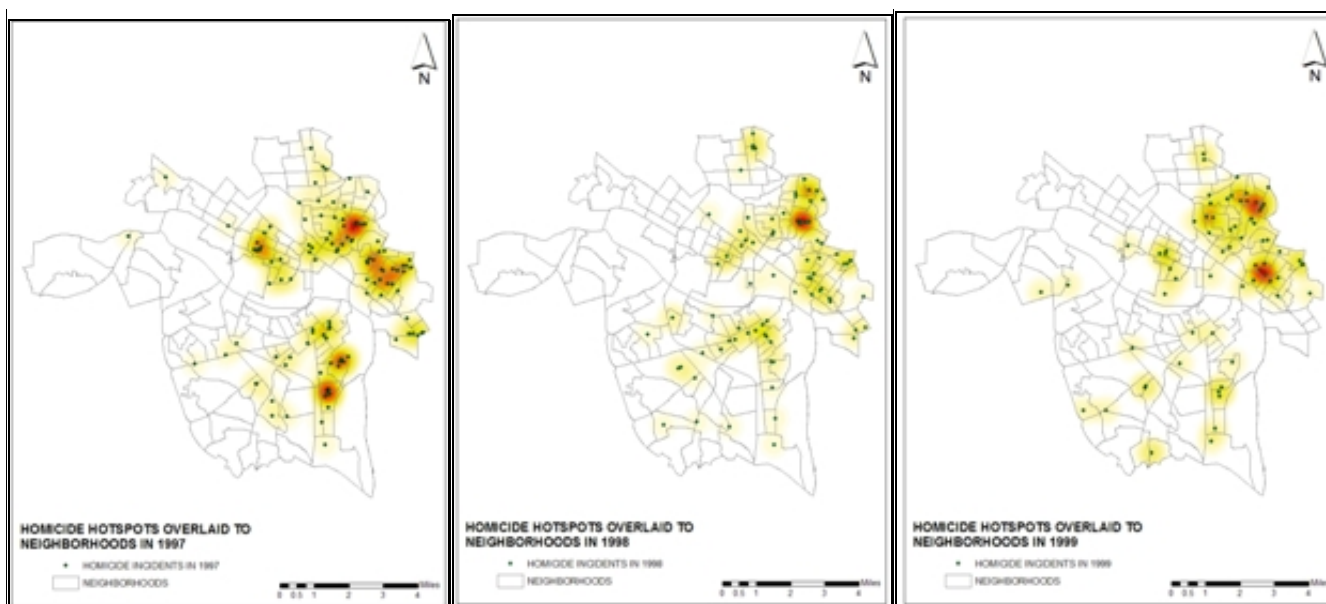 N
HOMICIDE HOTSPOTS OVERLAID TO
NEIGHBORHOODS IN 1997
HOMICIDE INCIDENTS IN 1997
NEIGHBORHOODS
Miles
0 0.5 1 2 3 4
N
HOMICIDE HOTSPOTS OVERLAID TO
NEIGHBORHOODS IN 1998
HOMICIDE INCIDENTS IN 1998
NEIGHBORHOODS
Miles
0 0.5 1 2 3 4
N
HOMICIDE HOTSPOTS OVERLAID TO
NEIGHBORHOODS IN 1999
HOMICIDE INCIDENTS IN 1999
NEIGHBORHOODS
Miles
0 0.5 1 2 3 4